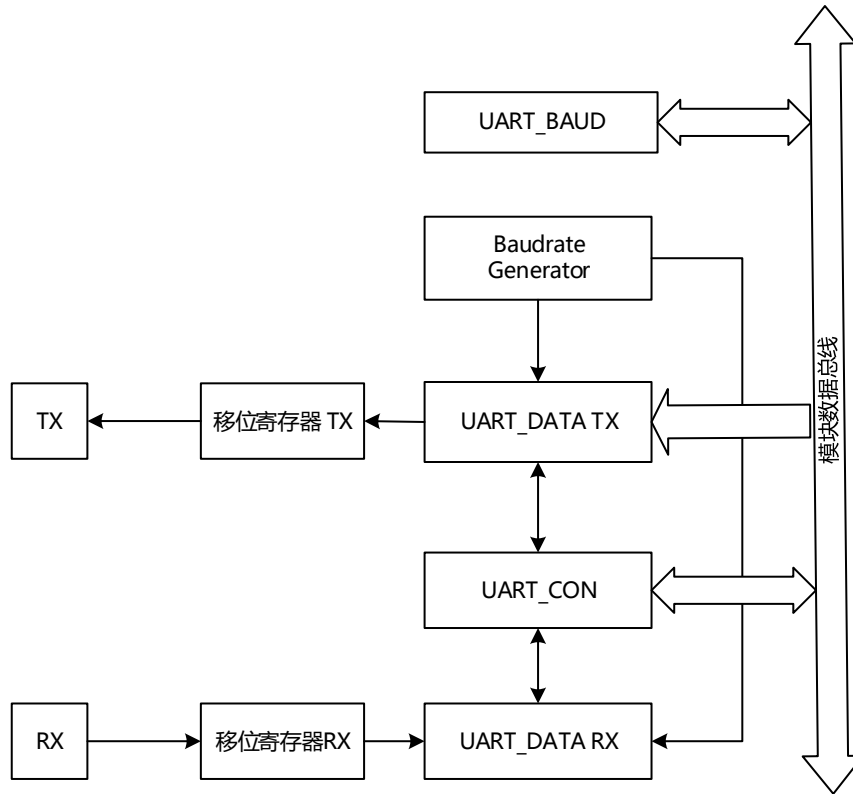 UART_BAUD
Baudrate
Generator
TX
移位寄存器 TX
UART_DATA TX
模块数据总线
UART_CON
RX
移位寄存器RX
UART_DATA RX